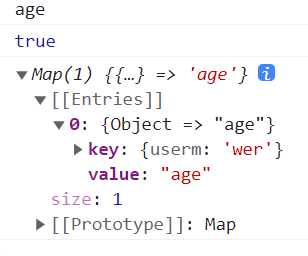 age
true
Map(1) {{…} => 'age'} i
[[Entries]]
0: {Object => "age"}
key: {userm: 'wer'}
value: "age"
size: 1
[[Prototype]]: Map